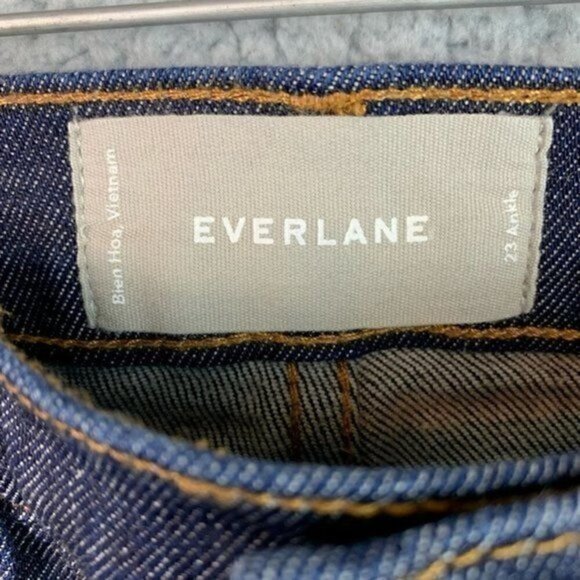 Bien Hoa, Vietnam
EVERLANE
23 Ankle